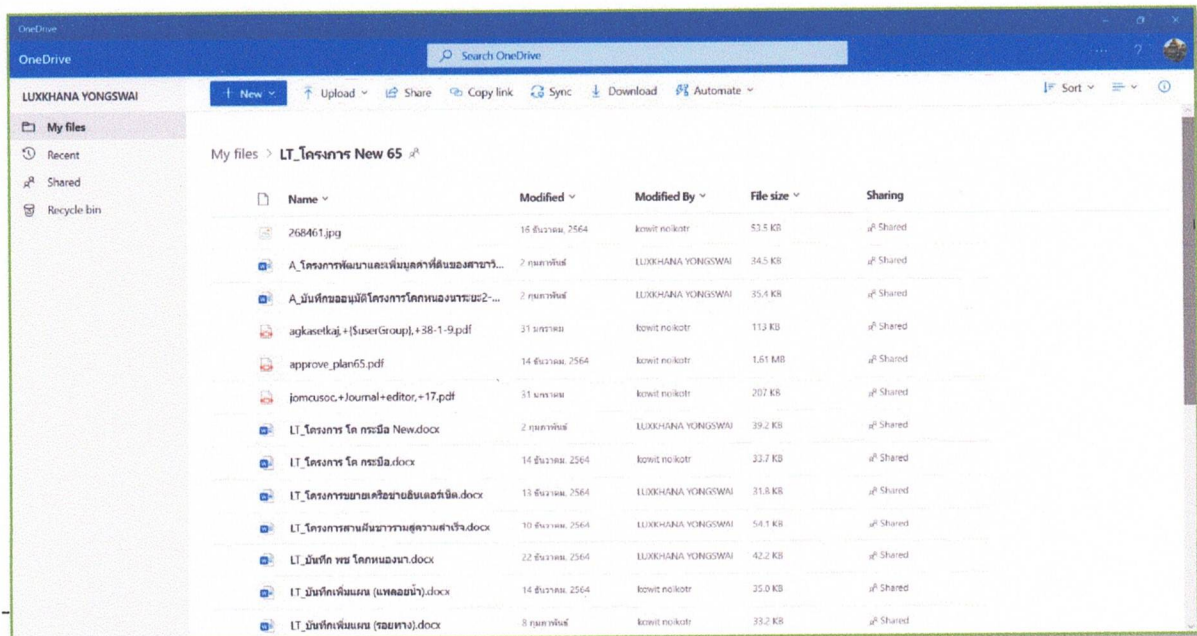 OneDrive
OneDrive
Search OneDrive
LUXKHANA YONGSWAI
+ New Upload Share Copy link Sync Download Automate Sort
My files
Recent
Shared
Recycle bin
My files > LT_โครงการ New 65
Name Modified Modified By File size Sharing
268461.jpg 16 ธันวาคม, 2564 kowit noikotr 53.5 KB Shared
A_โครงการพัฒนาและเพิ่มมูลค่าที่ดินของสาขาวิ... 2 กุมภาพันธ์ LUXKHANA YONGSWAI 34.5 KB Shared
A_บันทึกขออนุมัติโครงการโคกหนองนาระยะ2-... 2 กุมภาพันธ์ LUXKHANA YONGSWAI 35.4 KB Shared
agkasetkaj,+{$userGroup},+38-1-9.pdf 31 มกราคม kowit noikotr 113 KB Shared
approve_plan65.pdf 14 ธันวาคม, 2564 kowit noikotr 1.61 MB Shared
jomcusoc,+Journal+editor,+17.pdf 31 มกราคม kowit noikotr 207 KB Shared
LT_โครงการ โค กระบือ New.docx 2 กุมภาพันธ์ LUXKHANA YONGSWAI 39.2 KB Shared
LT_โครงการ โค กระบือ.docx 14 ธันวาคม, 2564 kowit noikotr 33.7 KB Shared
LT_โครงการขยายเครือข่ายอินเตอร์เน็ต.docx 13 ธันวาคม, 2564 LUXKHANA YONGSWAI 31.8 KB Shared
LT_โครงการสานฝันชาวรามสู่ความสำเร็จ.docx 10 ธันวาคม, 2564 LUXKHANA YONGSWAI 54.1 KB Shared
LT_บันทึก พช โคกหนองนา.docx 22 ธันวาคม, 2564 LUXKHANA YONGSWAI 42.2 KB Shared
LT_บันทึกเพิ่มแผน (แพลอยน้ำ).docx 14 ธันวาคม, 2564 kowit noikotr 35.0 KB Shared
LT_บันทึกเพิ่มแผน (รอยทาง).docx 8 กุมภาพันธ์ kowit noikotr 33.2 KB Shared